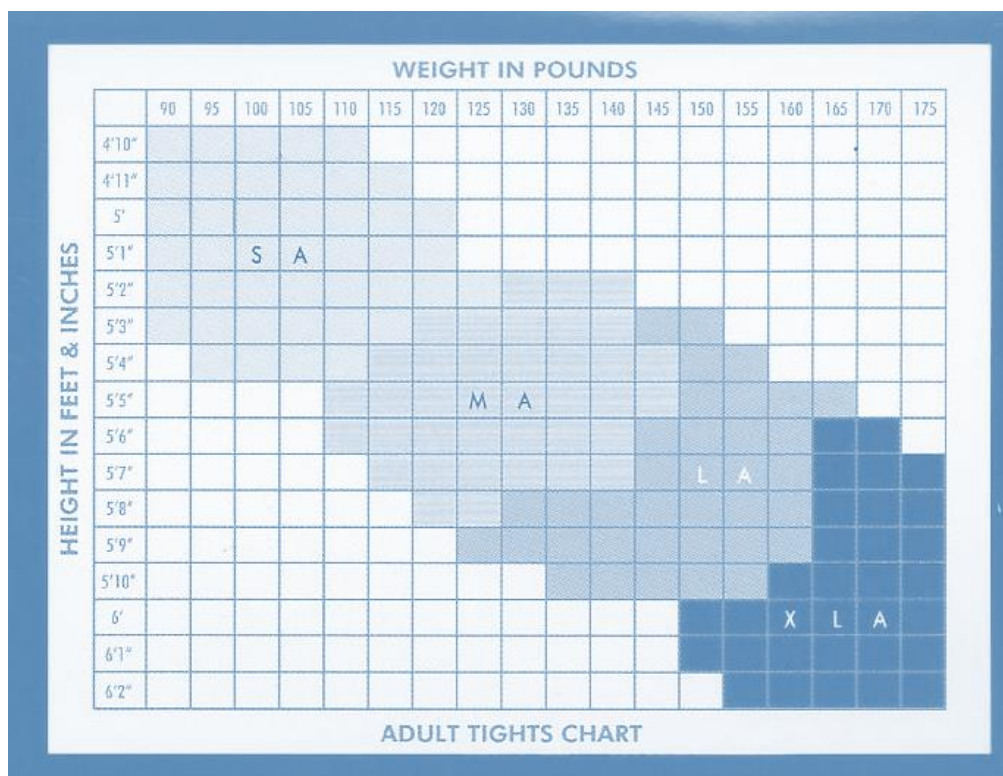 WEIGHT IN POUNDS
90 95 100 105 110 115 120 125 130 135 140 145 150 155 160 165 170 175
HEIGHT IN FEET & INCHES
4'10"
4'11"
5'
5'1" S A
5'2"
5'3"
5'4"
5'5" M A
5'6"
5'7" L A
5'8"
5'9"
5'10"
6' X L A
6'1"
6'2"
ADULT TIGHTS CHART